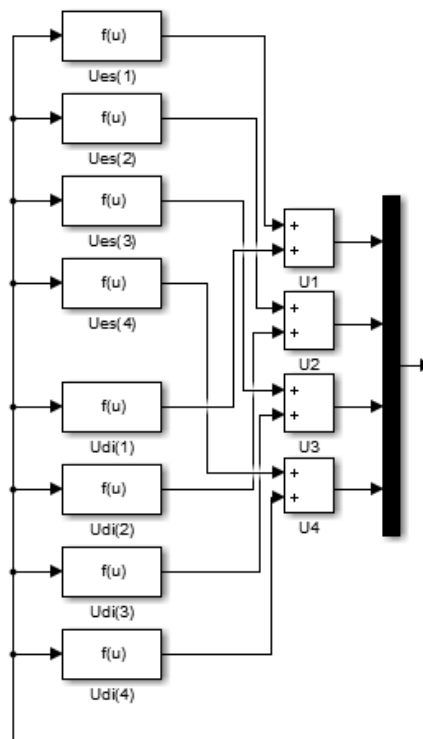 f(u)
Ues(1)
f(u)
Ues(2)
f(u)
Ues(3)
f(u)
Ues(4)
f(u)
Udi(1)
f(u)
Udi(2)
f(u)
Udi(3)
f(u)
Udi(4)
+
+
U1
+
+
U2
+
+
U3
+
+
U4